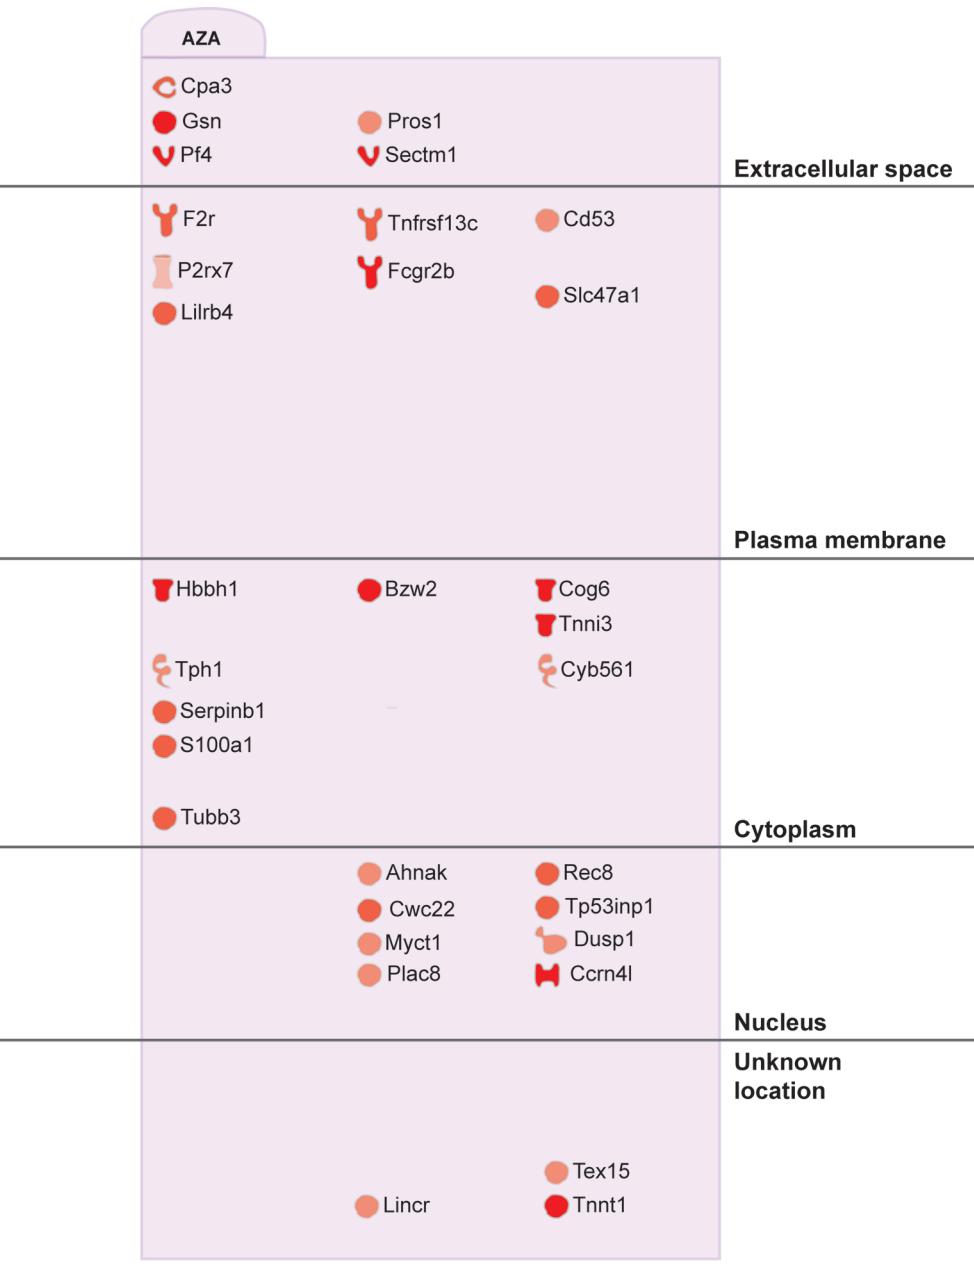 AZA
Cpa3
Gsn Pros1
Pf4 Sectm1
Extracellular space
F2r Tnfrsf13c Cd53
P2rx7 Fcgr2b
Slc47a1
Lilrb4
Plasma membrane
Hbbh1 Bzw2 Cog6
Tnni3
Tph1 Cyb561
Serpinb1
S100a1
Tubb3
Cytoplasm
Ahnak Rec8
Cwc22 Tp53inp1
Myct1 Dusp1
Plac8 Ccrn4l
Nucleus
Unknown
location
Tex15
Lincr Tnnt1